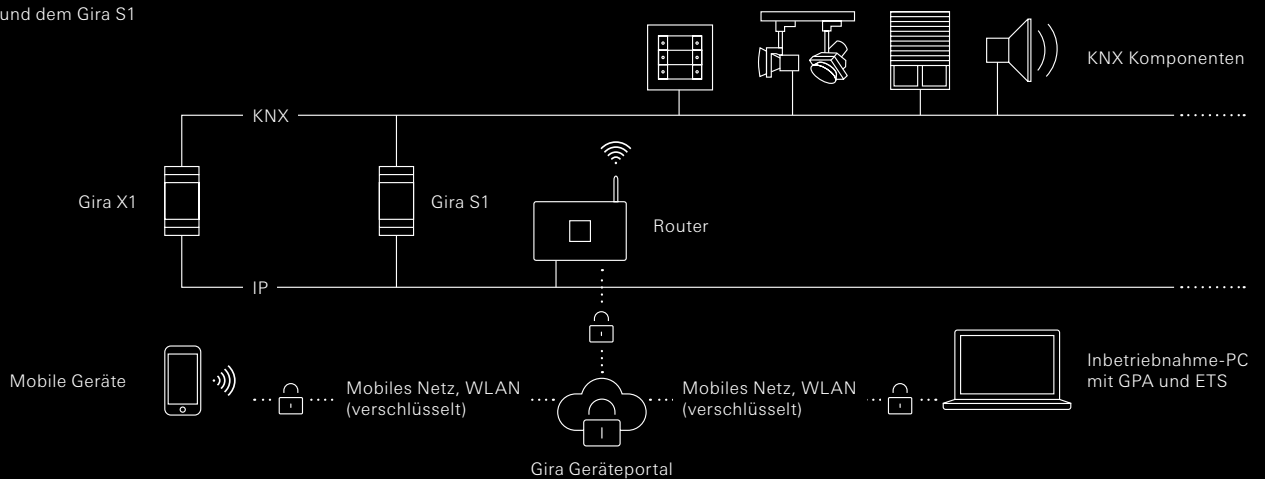 und dem Gira S1
KNX Komponenten
KNX
Gira X1
Gira S1
Router
IP
Mobile Geräte
Mobiles Netz, WLAN
(verschlüsselt)
Mobiles Netz, WLAN
(verschlüsselt)
Inbetriebnahme-PC
mit GPA und ETS
Gira Geräteportal